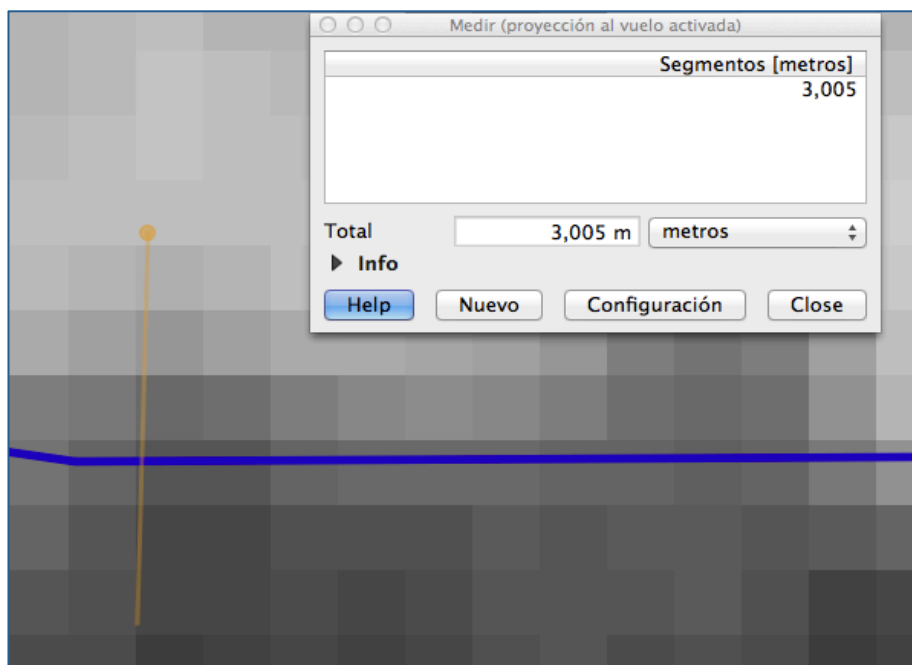 Medir (proyección al vuelo activada)
Segmentos [metros]
3,005
Total 3,005 m metros
Info
Help Nuevo Configuración Close